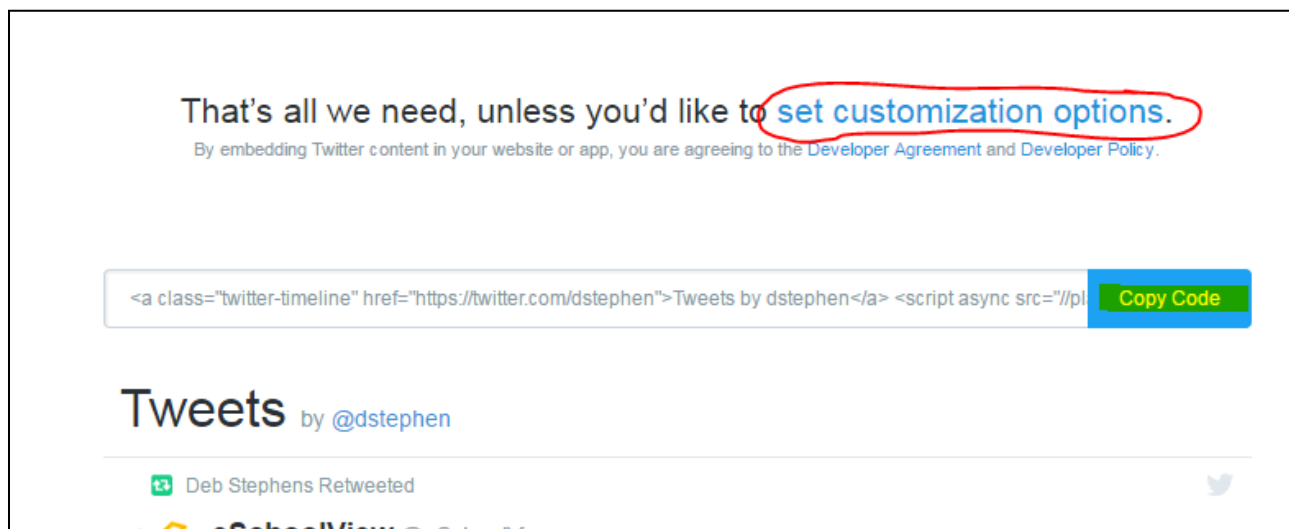 That's all we need, unless you'd like to set customization options.
By embedding Twitter content in your website or app, you are agreeing to the Developer Agreement and Developer Policy.
<a class="twitter-timeline" href="https://twitter.com/dstephen">Tweets by dstephen</a> <script async src="//pl Copy Code
Tweets by @dstephen
Deb Stephens Retweeted
eSchoolView